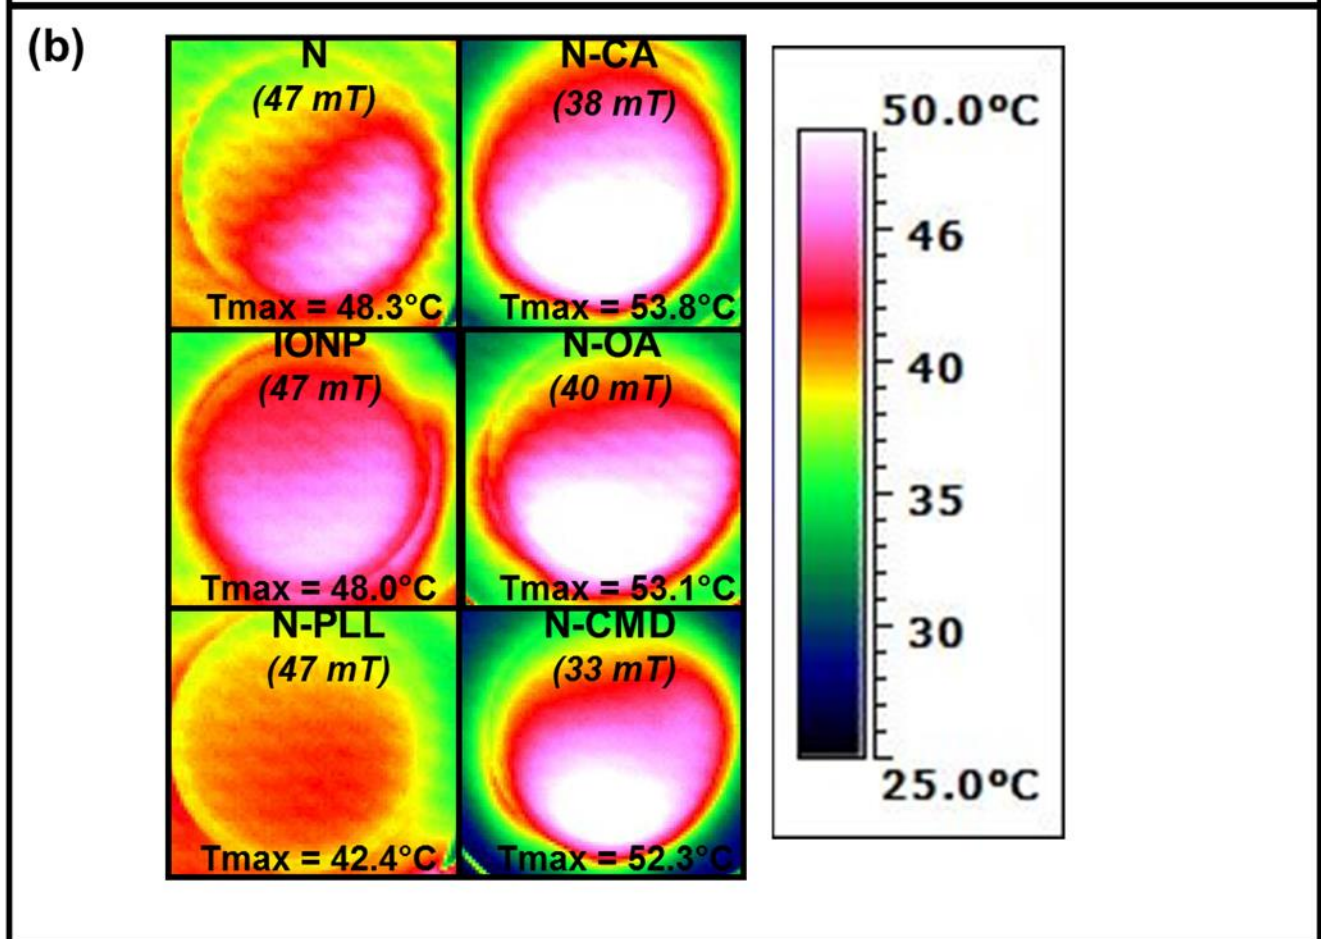 (b)
N
(47 mT)
Tmax = 48.3°C
N-CA
(38 mT)
Tmax = 53.8°C
IONP
(47 mT)
Tmax = 48.0°C
N-OA
(40 mT)
Tmax = 53.1°C
N-PLL
(47 mT)
Tmax = 42.4°C
N-CMD
(33 mT)
Tmax = 52.3°C
50.0ºC
46
40
35
30
25.0ºC